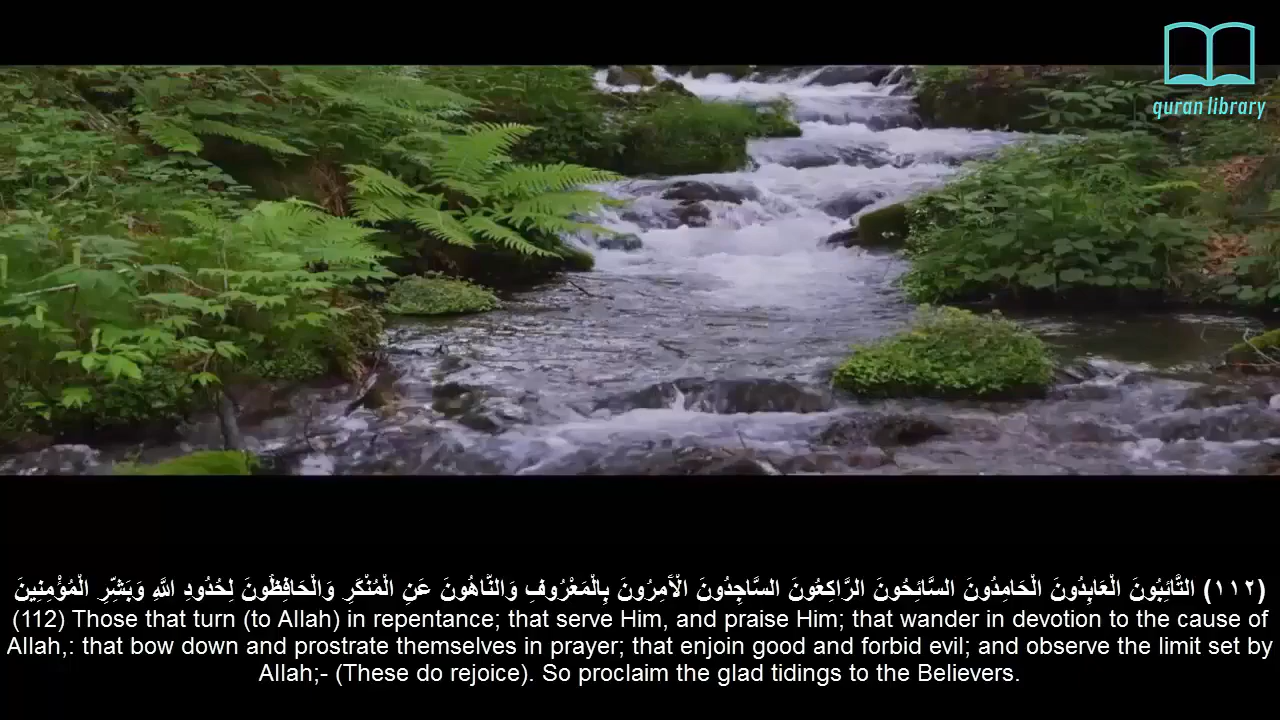 quran library
(١١٢) التَّائِبُونَ الْعَابِدُونَ الْحَامِدُونَ السَّائِحُونَ الرَّاكِعُونَ السَّاجِدُونَ الْآمِرُونَ بِالْمَعْرُوفِ وَالنَّاهُونَ عَنِ الْمُنْكَرِ وَالْحَافِظُونَ لِحُدُودِ اللَّهِ وَبَشِّرِ الْمُؤْمِنِينَ
(112) Those that turn (to Allah) in repentance; that serve Him, and praise Him; that wander in devotion to the cause of
Allah,: that bow down and prostrate themselves in prayer; that enjoin good and forbid evil; and observe the limit set by
Allah;- (These do rejoice). So proclaim the glad tidings to the Believers.